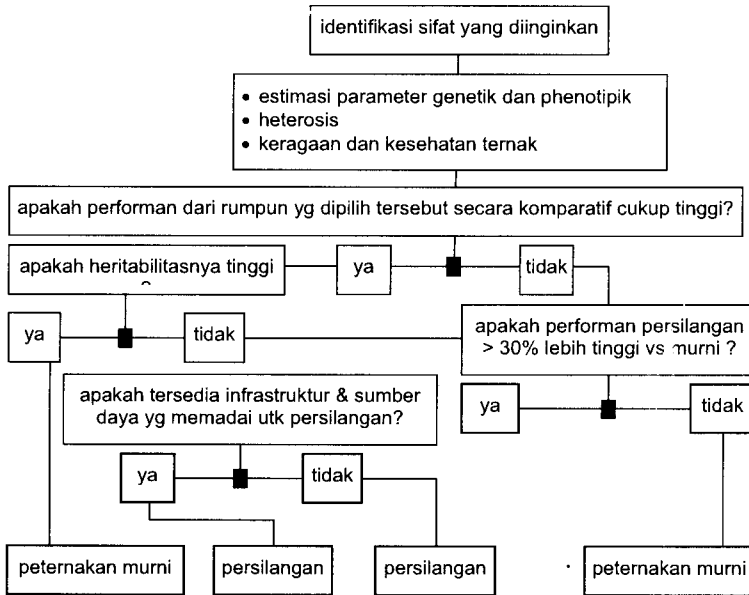 identifikasi sifat yang diinginkan
• estimasi parameter genetik dan phenotipik
• heterosis
• keragaan dan kesehatan ternak
apakah performan dari rumpun yg dipilih tersebut secara komparatif cukup tinggi?
apakah heritabilitasnya tinggi
?
ya
tidak
ya
tidak
apakah performan persilangan
> 30% lebih tinggi vs murni ?
apakah tersedia infrastruktur & sumber
daya yg memadai utk persilangan?
ya
tidak
ya
tidak
peternakan murni
persilangan
persilangan
peternakan murni